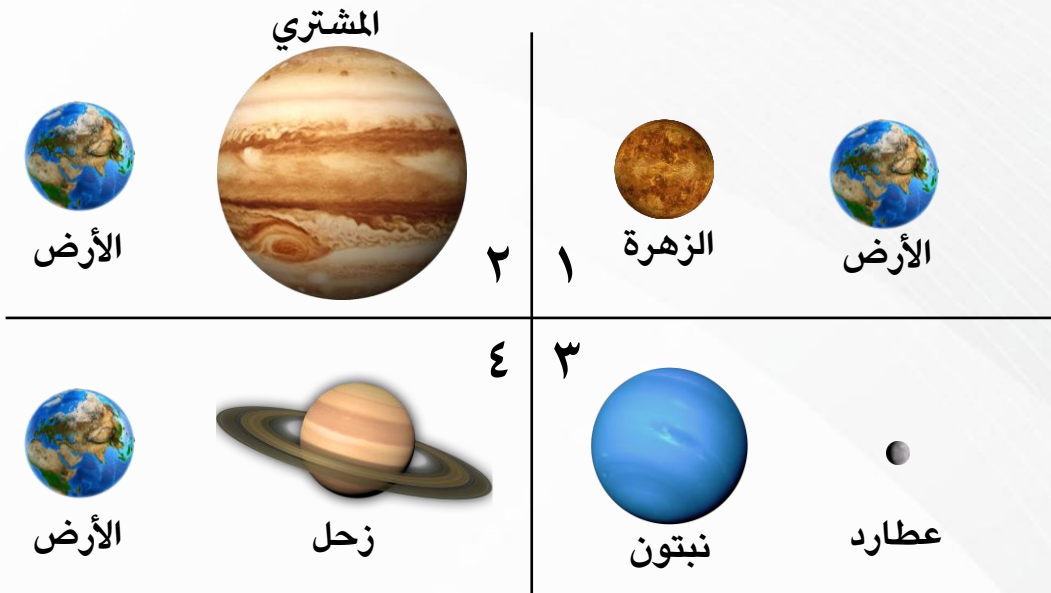 الأرض
الزهرة
١
المشتري
الأرض
٢
٣
عطارد
نبتون
٤
زحل
الأرض